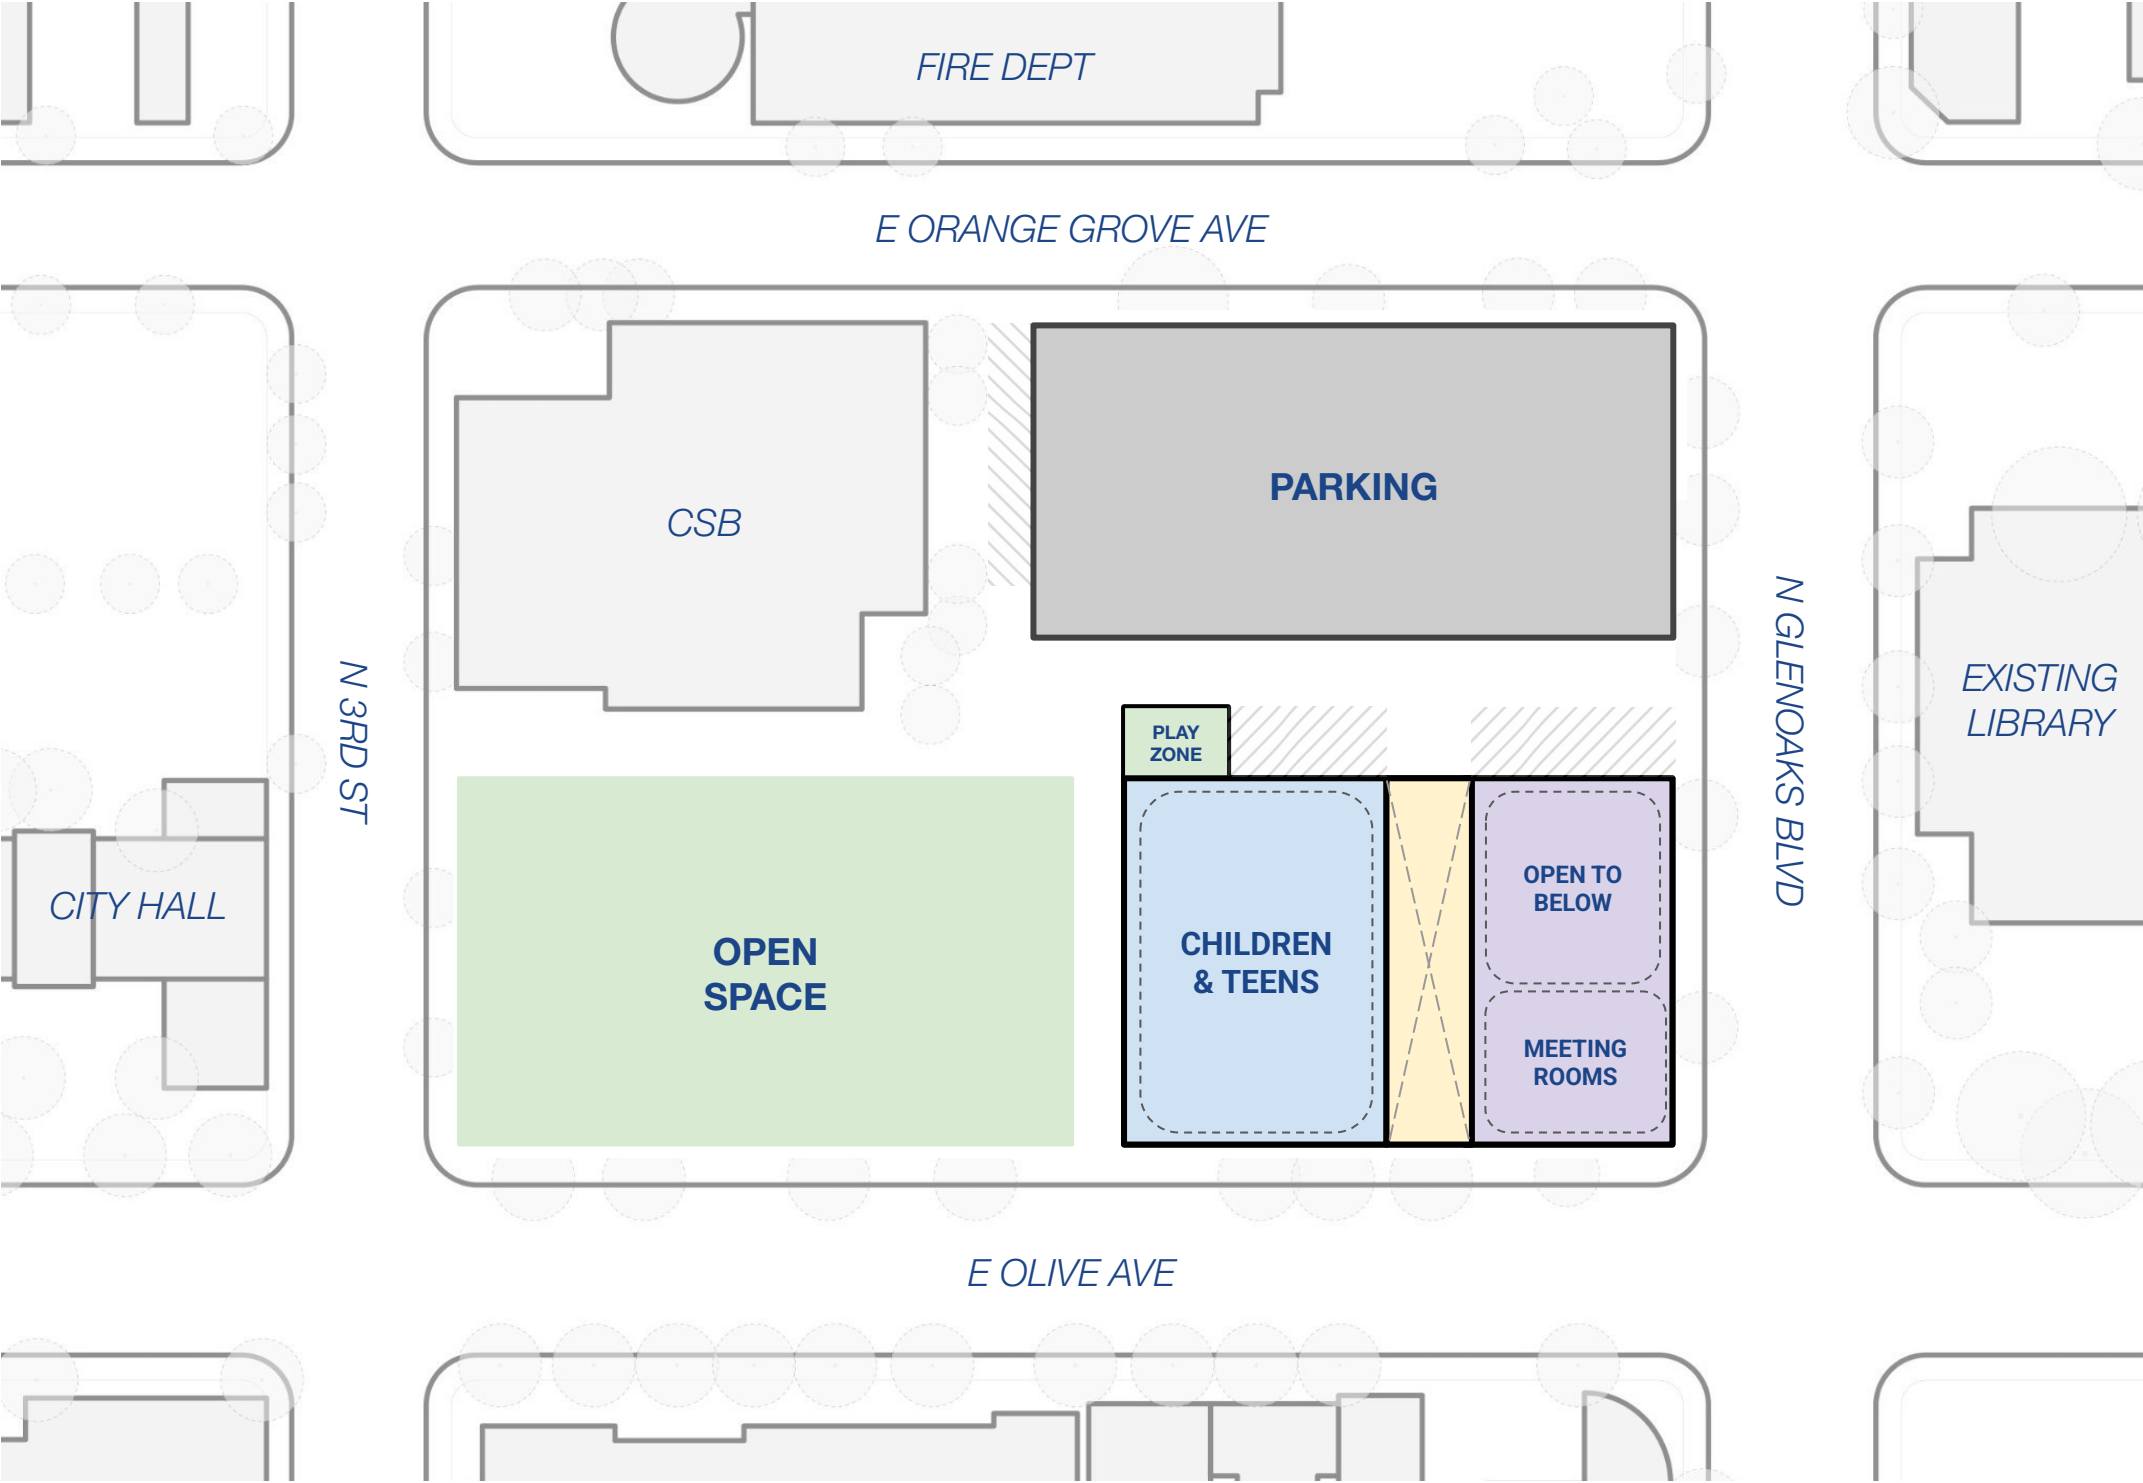 FIRE DEPT
E ORANGE GROVE AVE
PARKING
CSB
N 3RD ST
N GLENOAKS BLVD
EXISTING
LIBRARY
PLAY
ZONE
CITY HALL
OPEN
SPACE
CHILDREN
& TEENS
OPEN TO
BELOW
MEETING
ROOMS
E OLIVE AVE